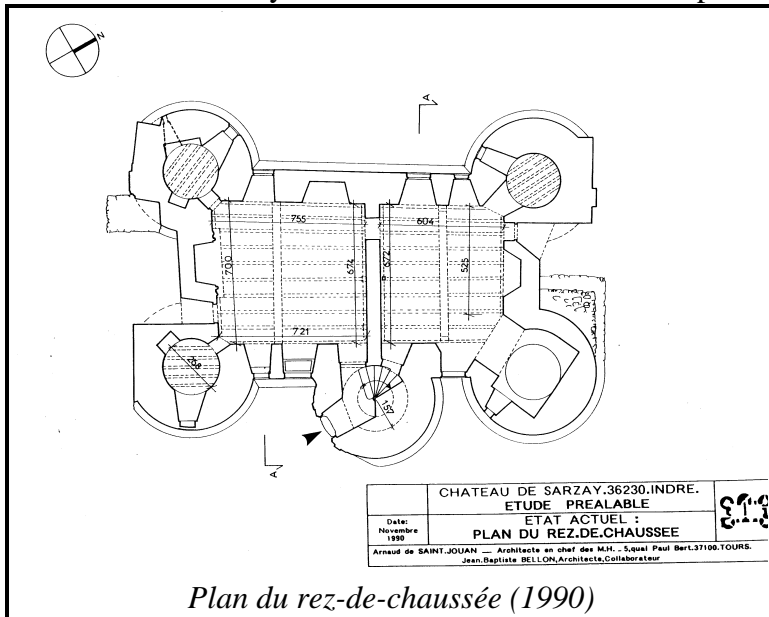 N
A
755
604
700
674
672
525
721
157
A
CHATEAU DE SARZAY.36230.INDRE.
ETUDE PREALABLE
Date:
Novembre
1990
ETAT ACTUEL :
PLAN DU REZ.DE.CHAUSSEE
Arnaud de SAINT.JOUAN __ Architecte en chef des M.H. _ 5,quai Paul Bert.37100.TOURS.
Jean.Baptiste BELLON,Architecte,Collaborateur
Plan du rez-de-chaussée (1990)